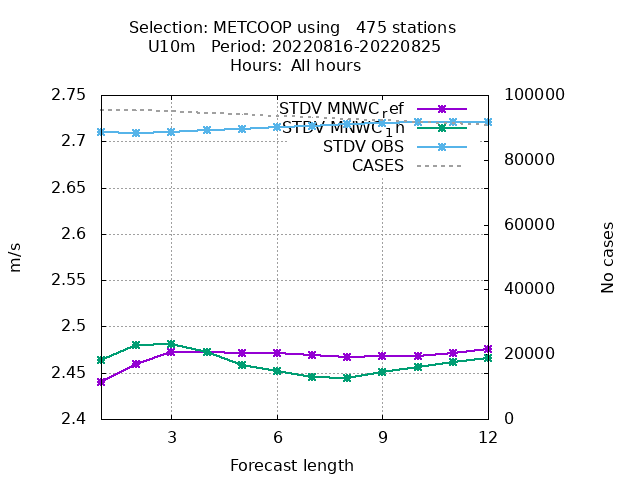 Selection: METCOOP using   475 stations
U10m   Period: 20220816-20220825
Hours:  All hours
2.75
2.7
2.65
2.6
2.55
2.5
2.45
2.4
100000
80000
60000
40000
20000
0
STDV MNWC_ref
STDV MNWC_1h
STDV OBS
CASES
m/s
No cases
3 6 9 12
Forecast length